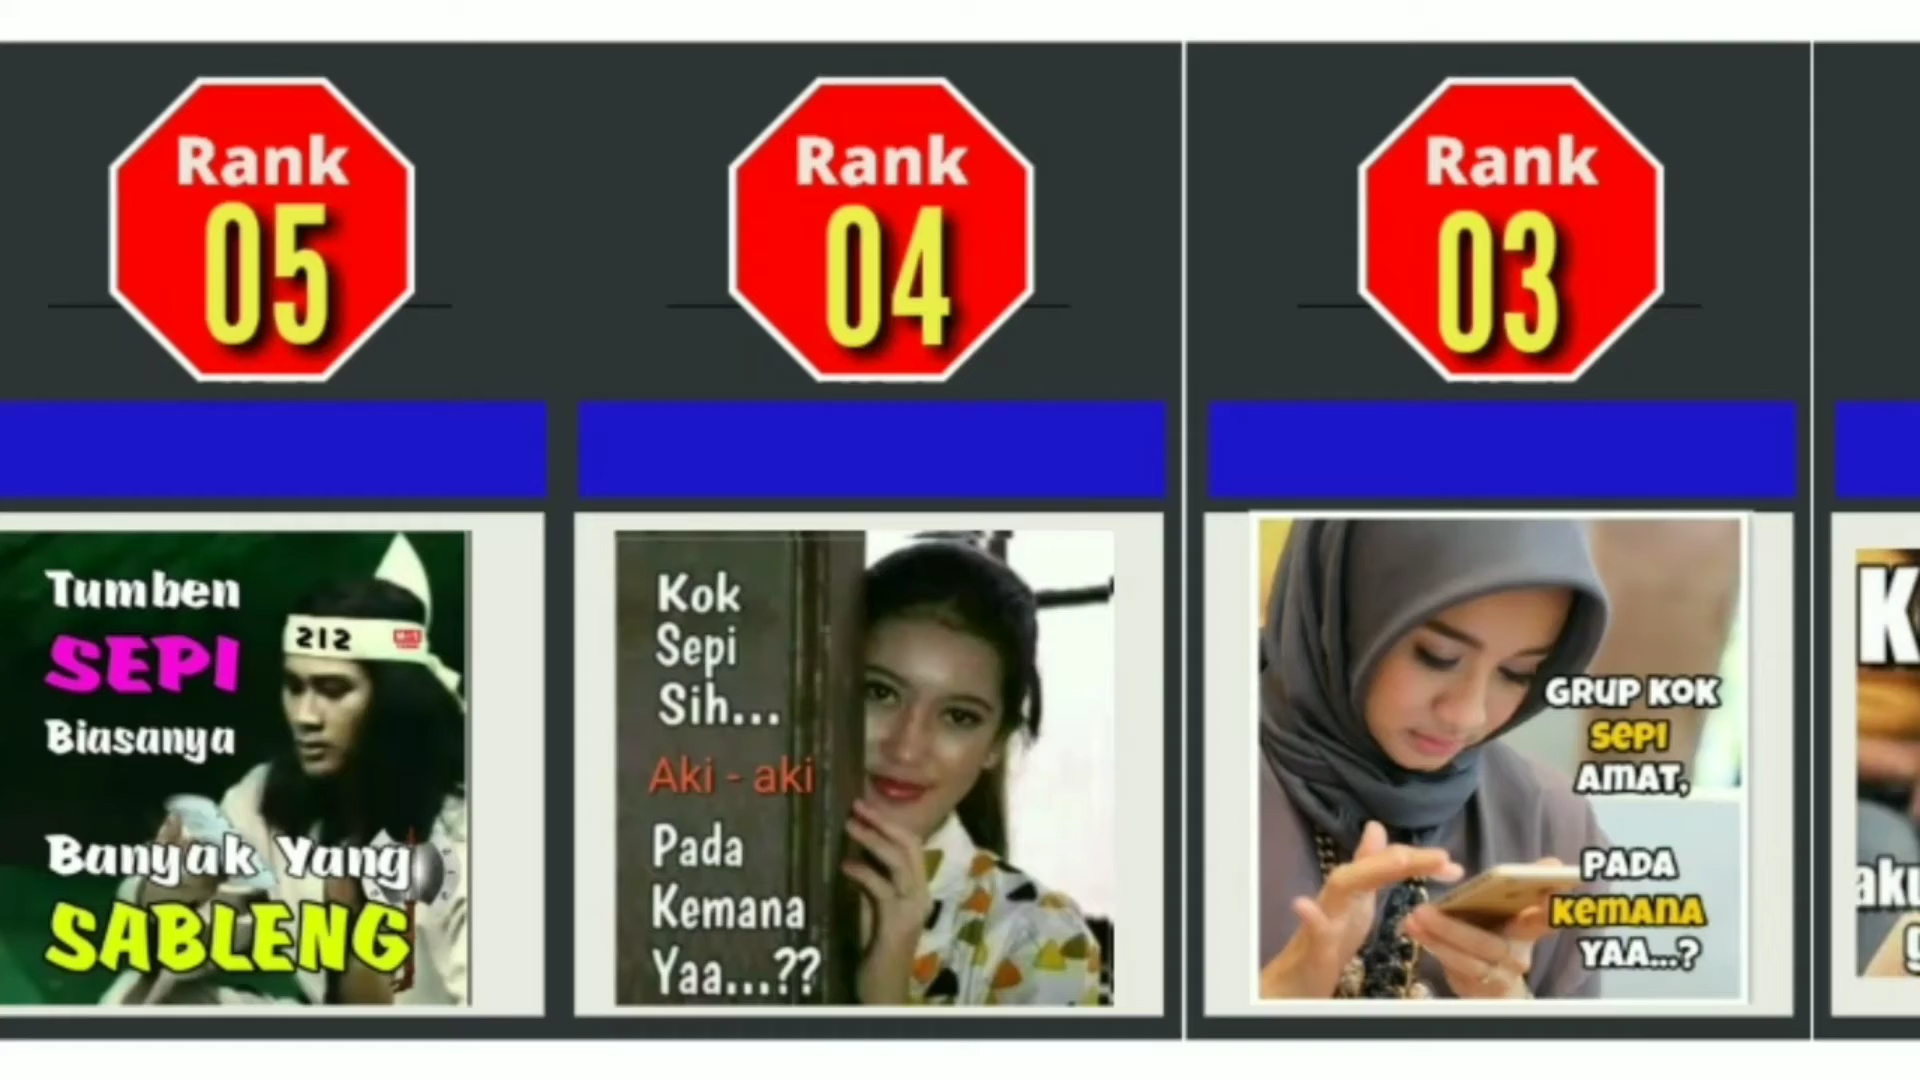 Rank
05
Rank
04
Rank
03
Tumben
SEPI
Biasanya
Banyak Yang
SABLENG
212
Kok
Sepi
Sih...
Aki - aki
Pada
Kemana
Yaa...??
GRUP KOK
SEPI
AMAT,
PADA
KEMANA
YAA...?